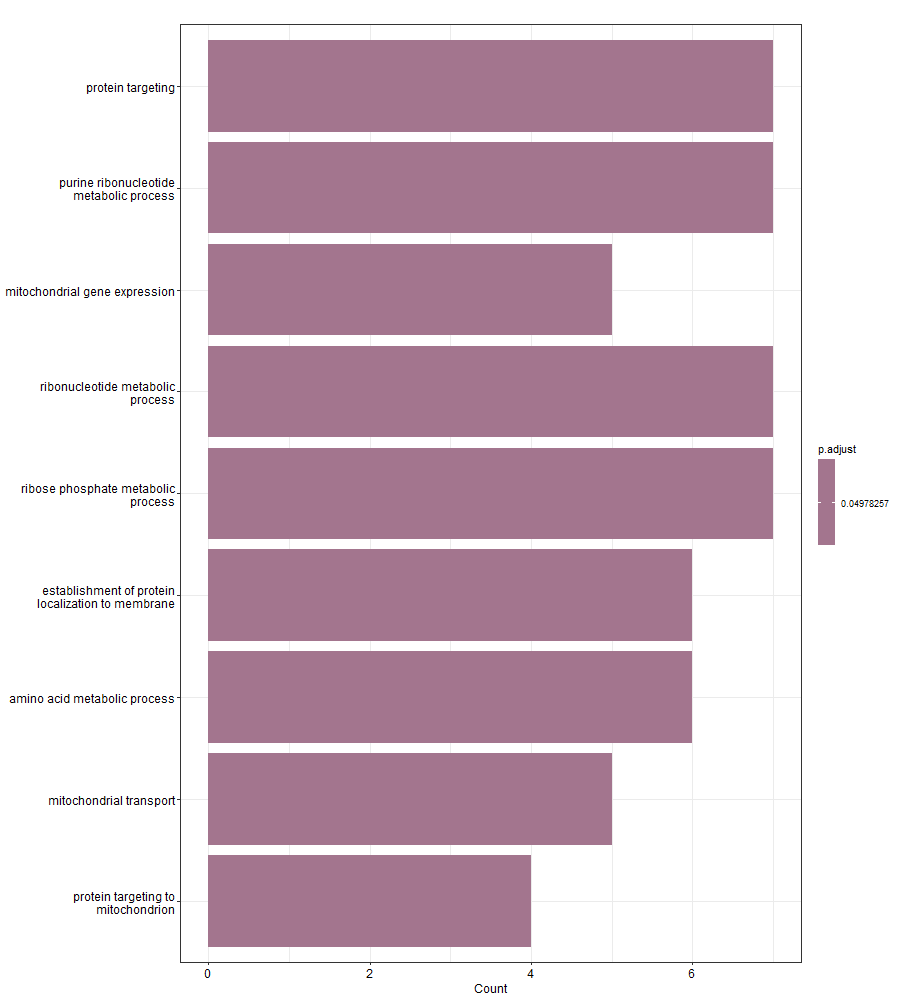 protein targeting
purine ribonucleotide
metabolic process
mitochondrial gene expression
ribonucleotide metabolic
process
ribose phosphate metabolic
process
establishment of protein
localization to membrane
amino acid metabolic process
mitochondrial transport
protein targeting to
mitochondrion
0 2 4 6
Count
p.adjust
0.04978257